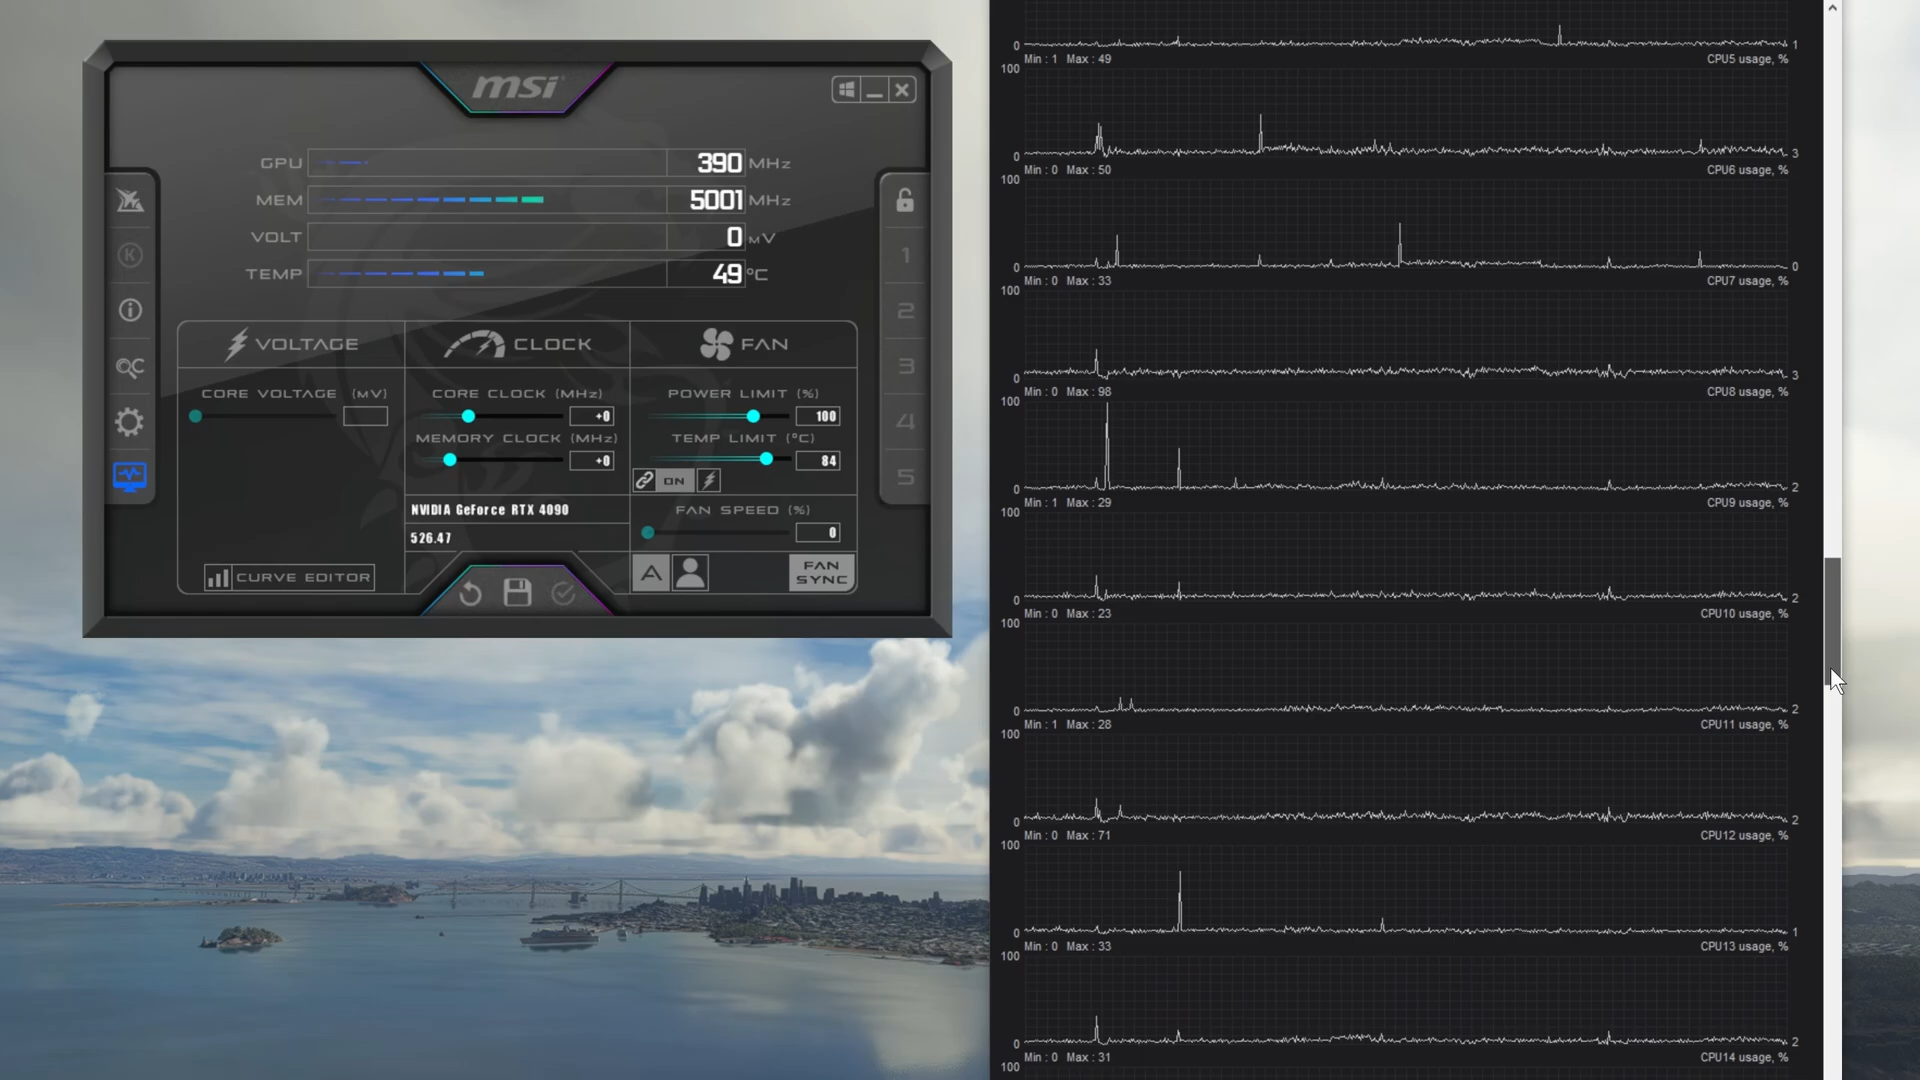 msi
GPU 390 MHz
MEM 5001 MHz
VOLT 0 mV
TEMP 49 °C
K
i
OC
1
2
3
4
5
VOLTAGE
CLOCK
FAN
CORE VOLTAGE (MV)
CORE CLOCK (MHz)
+0
MEMORY CLOCK (MHz)
+0
POWER LIMIT (%)
100
TEMP LIMIT (°C)
84
ON
NVIDIA GeForce RTX 4090
526.47
FAN SPEED (%)
0
CURVE EDITOR
A
FAN
SYNC
0 1
Min : 1 Max : 49 CPU5 usage, %
100
0 3
Min : 0 Max : 50 CPU6 usage, %
100
0 0
Min : 0 Max : 33 CPU7 usage, %
100
0 3
Min : 0 Max : 98 CPU8 usage, %
100
0 2
Min : 1 Max : 29 CPU9 usage, %
100
0 2
Min : 0 Max : 23 CPU10 usage, %
100
0 2
Min : 1 Max : 28 CPU11 usage, %
100
0 2
Min : 0 Max : 71 CPU12 usage, %
100
0 1
Min : 0 Max : 33 CPU13 usage, %
100
0 2
Min : 0 Max : 31 CPU14 usage, %
100